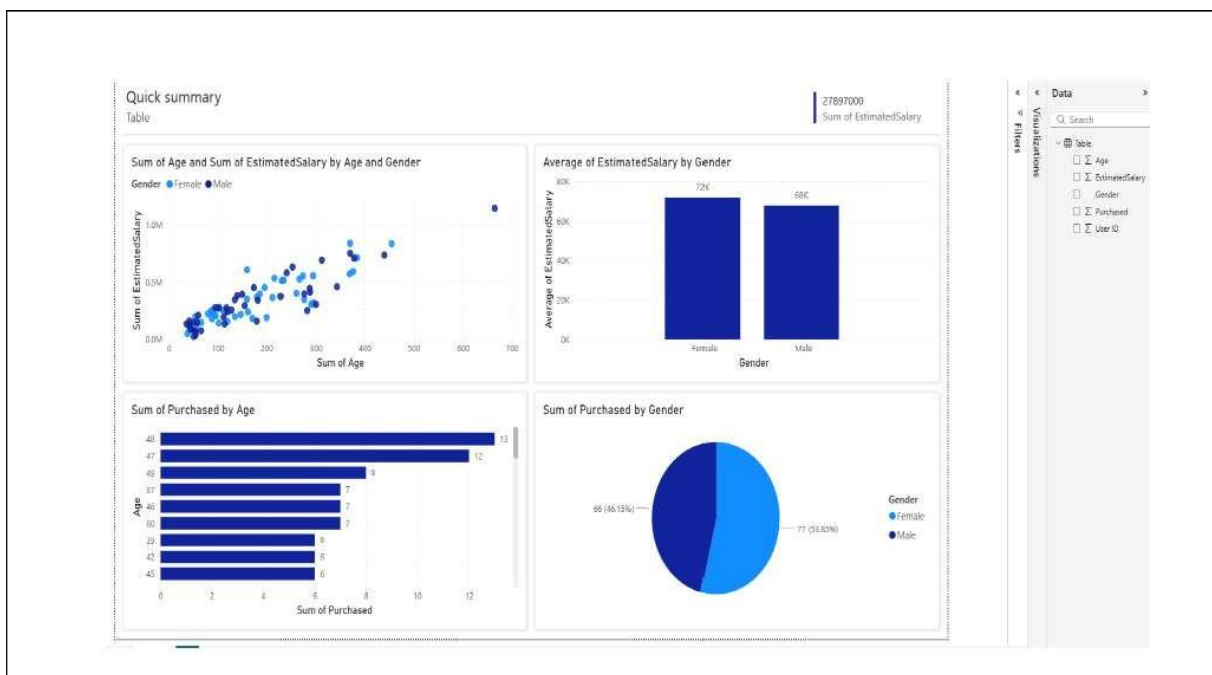 Quick summary
Table
27897000
Sum of EstimatedSalary
Sum of Age and Sum of EstimatedSalary by Age and Gender
Gender Female Male
Sum of EstimatedSalary
1.0M
0.5M
0.0M
0 100 200 300 400 500 600 700
Sum of Age
Average of EstimatedSalary by Gender
Average of EstimatedSalary
80K
60K
40K
20K
0K
72K
68K
Female Male
Gender
Sum of Purchased by Age
Age
48 13
47 12
49 8
37 7
46 7
60 7
39 6
42 6
45 6
0 2 4 6 8 10 12
Sum of Purchased
Sum of Purchased by Gender
66 (46.15%)
77 (53.85%)
Gender
Female
Male
Filters
Visualizations
Data
Search
Table
Σ Age
Σ EstimatedSalary
Gender
Σ Purchased
Σ User ID